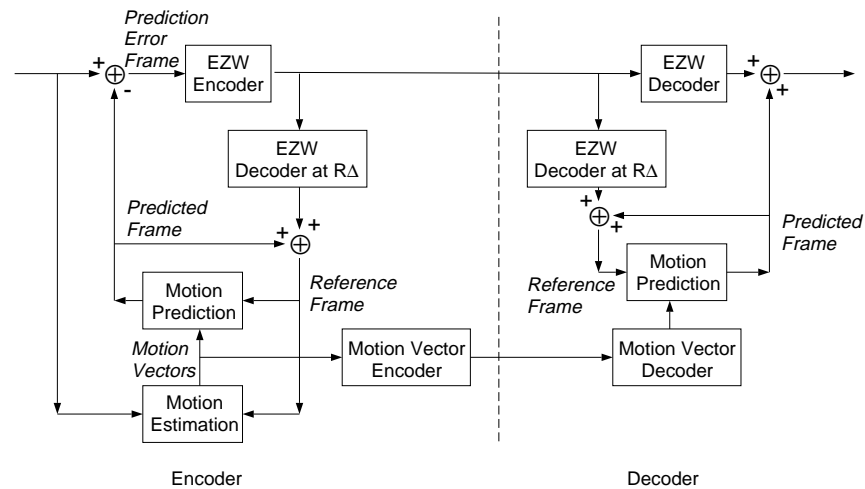 Prediction
Error
Frame
+
-
EZW
Encoder
EZW
Decoder
+
+
EZW
Decoder at RΔ
EZW
Decoder at RΔ
Predicted
Frame
+
+
+
+
Predicted
Frame
Reference
Frame
Motion
Prediction
Reference
Frame
Motion
Prediction
Motion
Vectors
Motion Vector
Encoder
Motion Vector
Decoder
Motion
Estimation
Encoder
Decoder